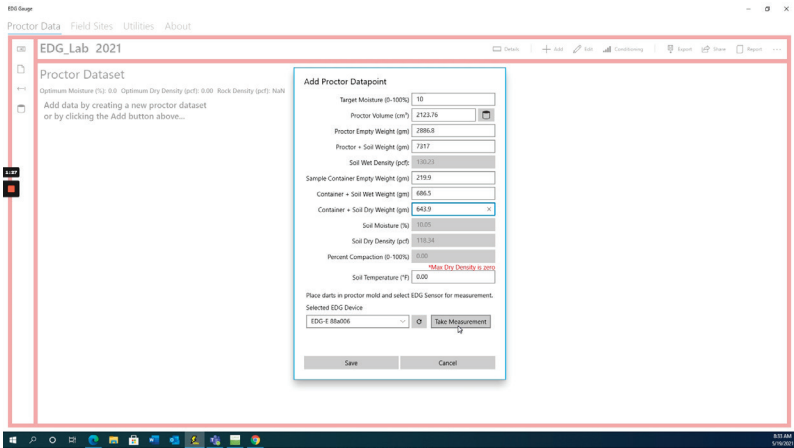 EDG Gauge
Proctor Data Field Sites Utilities About
EDG_Lab 2021
Details Add Edit Conditioning Export Share Report ...
Proctor Dataset
Optimum Moisture (%): 0.0 Optimum Dry Density (pcf): 0.00 Rock Density (pcf): NaN
Add data by creating a new proctor dataset
or by clicking the Add button above...
1:27
Add Proctor Datapoint
Target Moisture (0-100%) 10
Proctor Volume (cm³) 2123.76
Proctor Empty Weight (gm) 2886.8
Proctor + Soil Weight (gm) 7317
Soil Wet Density (pcf): 130.23
Sample Container Empty Weight (gm) 219.9
Container + Soil Wet Weight (gm) 686.5
Container + Soil Dry Weight (gm) 643.9
Soil Moisture (%) 10.05
Soil Dry Density (pcf) 118.34
Percent Compaction (0-100%) 0.00
*Max Dry Density is zero
Soil Temperature (°F) 0.00
Place darts in proctor mold and select EDG Sensor for measurement.
Selected EDG Device
EDG-E 88a006 Take Measurement
Save Cancel
8:03 AM
5/19/2021